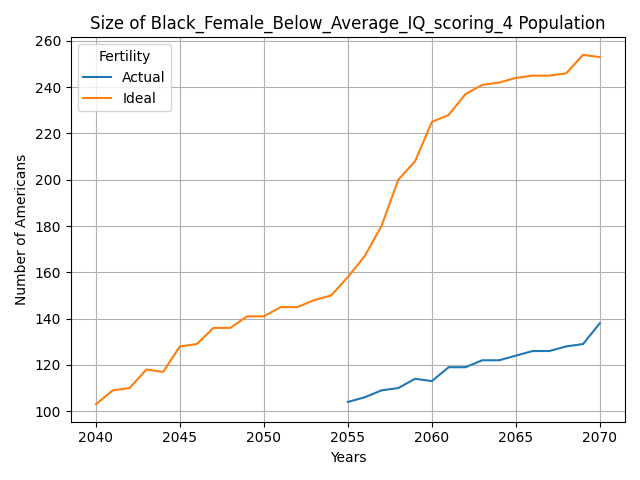 Size of Black_Female_Below_Average_IQ_scoring_4 Population
260
240
220
200
180
160
140
120
100
Number of Americans
Fertility
Actual
Ideal
2040 2045 2050 2055 2060 2065 2070
Years